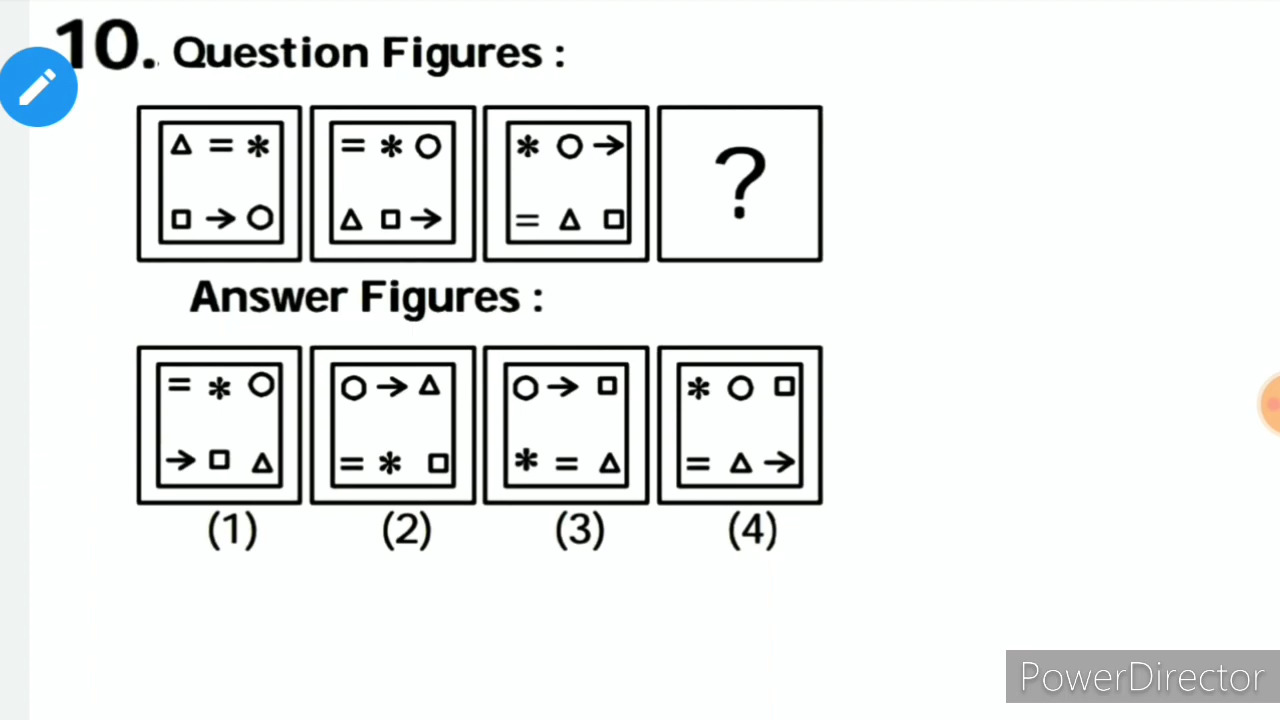 10. Question Figures :
△ = * = * ○ * ○ → ?
□ → ○ △ □ → = △ □
Answer Figures :
= * ○ ○ → △ ○ → □ * ○ □
→ □ △ = * □ * = △ = △ →
(1) (2) (3) (4)
PowerDirector